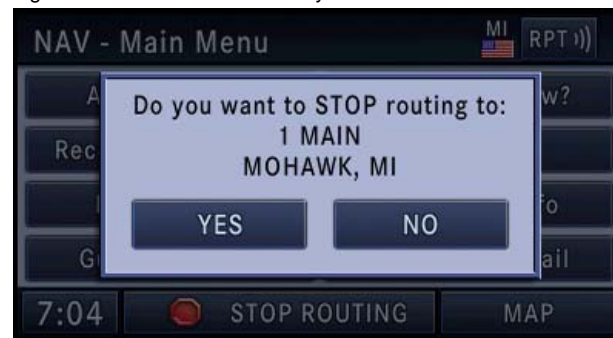 NAV - Main Menu
MI
RPT
Do you want to STOP routing to:
1 MAIN
MOHAWK, MI
YES
NO
7:04
STOP ROUTING
MAP